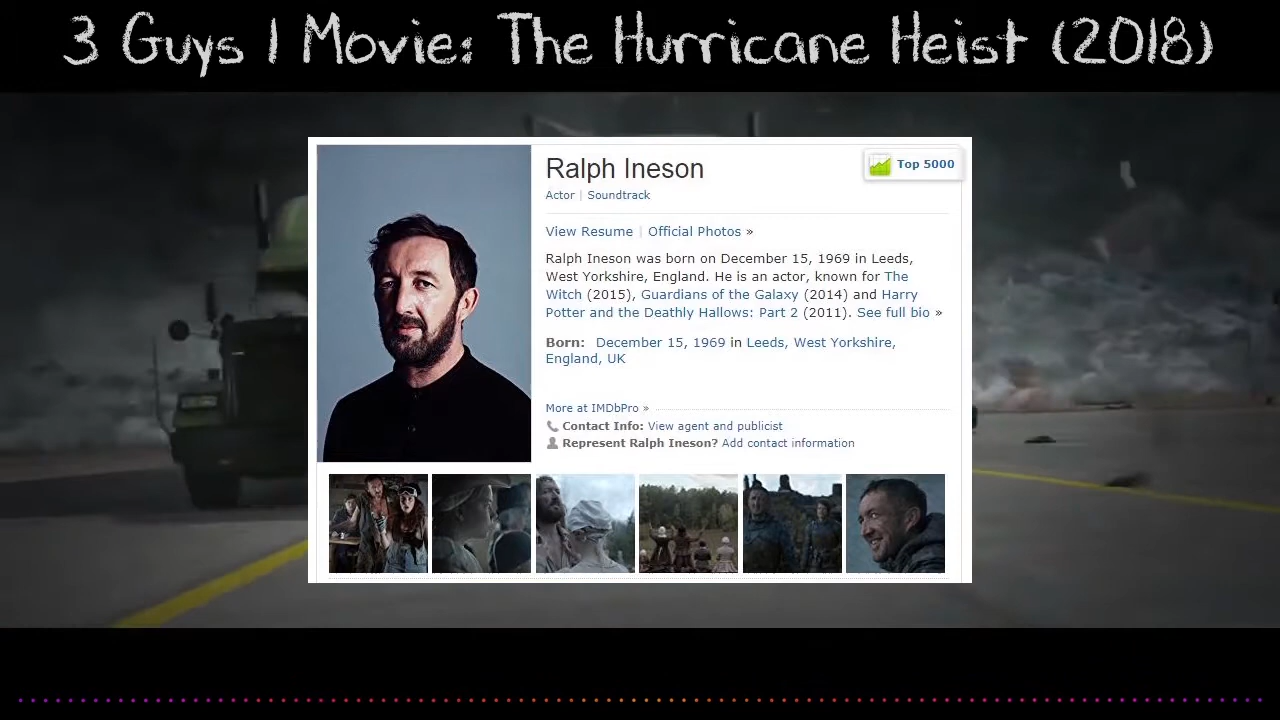 3 Guys 1 Movie: The Hurricane Heist (2018)
Ralph Ineson
Top 5000
Actor | Soundtrack
View Resume | Official Photos »
Ralph Ineson was born on December 15, 1969 in Leeds,
West Yorkshire, England. He is an actor, known for The
Witch (2015), Guardians of the Galaxy (2014) and Harry
Potter and the Deathly Hallows: Part 2 (2011). See full bio »
Born: December 15, 1969 in Leeds, West Yorkshire,
England, UK
More at IMDbPro »
Contact Info: View agent and publicist
Represent Ralph Ineson? Add contact information